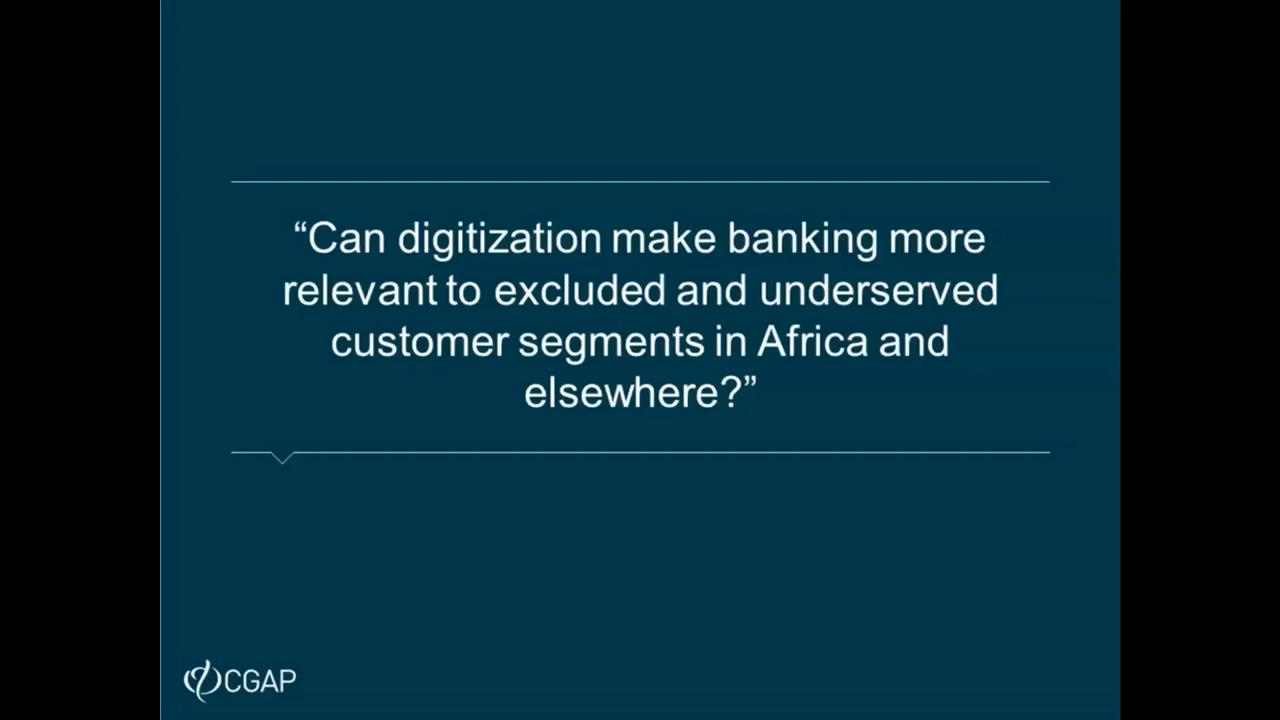 “Can digitization make banking more
relevant to excluded and underserved
customer segments in Africa and
elsewhere?”
CGAP